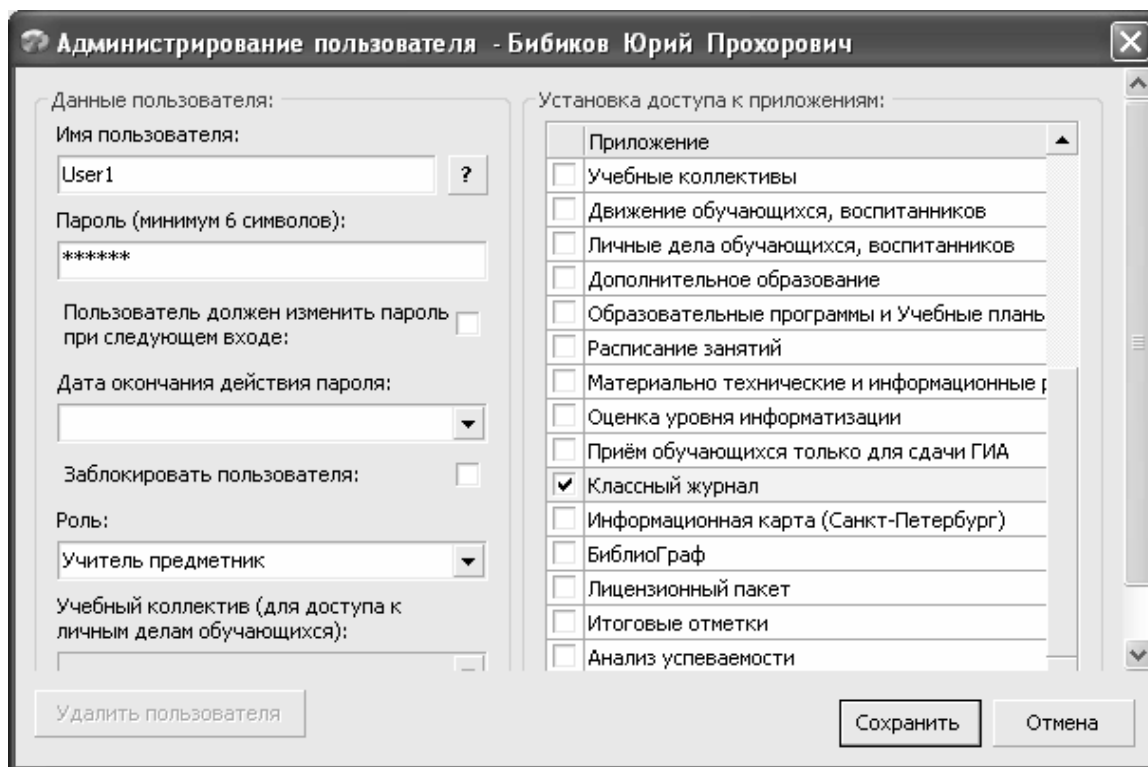 Администрирование пользователя - Бибиков Юрий Прохорович
Данные пользователя:
Имя пользователя:
User1
?
Пароль (минимум 6 символов):
******
Пользователь должен изменить пароль
при следующем входе:
Дата окончания действия пароля:
Заблокировать пользователя:
Роль:
Учитель предметник
Учебный коллектив (для доступа к
личным делам обучающихся):
Удалить пользователя
Установка доступа к приложениям:
Приложение
Учебные коллективы
Движение обучающихся, воспитанников
Личные дела обучающихся, воспитанников
Дополнительное образование
Образовательные программы и Учебные планы
Расписание занятий
Материально технические и информационные р
Оценка уровня информатизации
Приём обучающихся только для сдачи ГИА
Классный журнал
Информационная карта (Санкт-Петербург)
БиблиоГраф
Лицензионный пакет
Итоговые отметки
Анализ успеваемости
Сохранить
Отмена